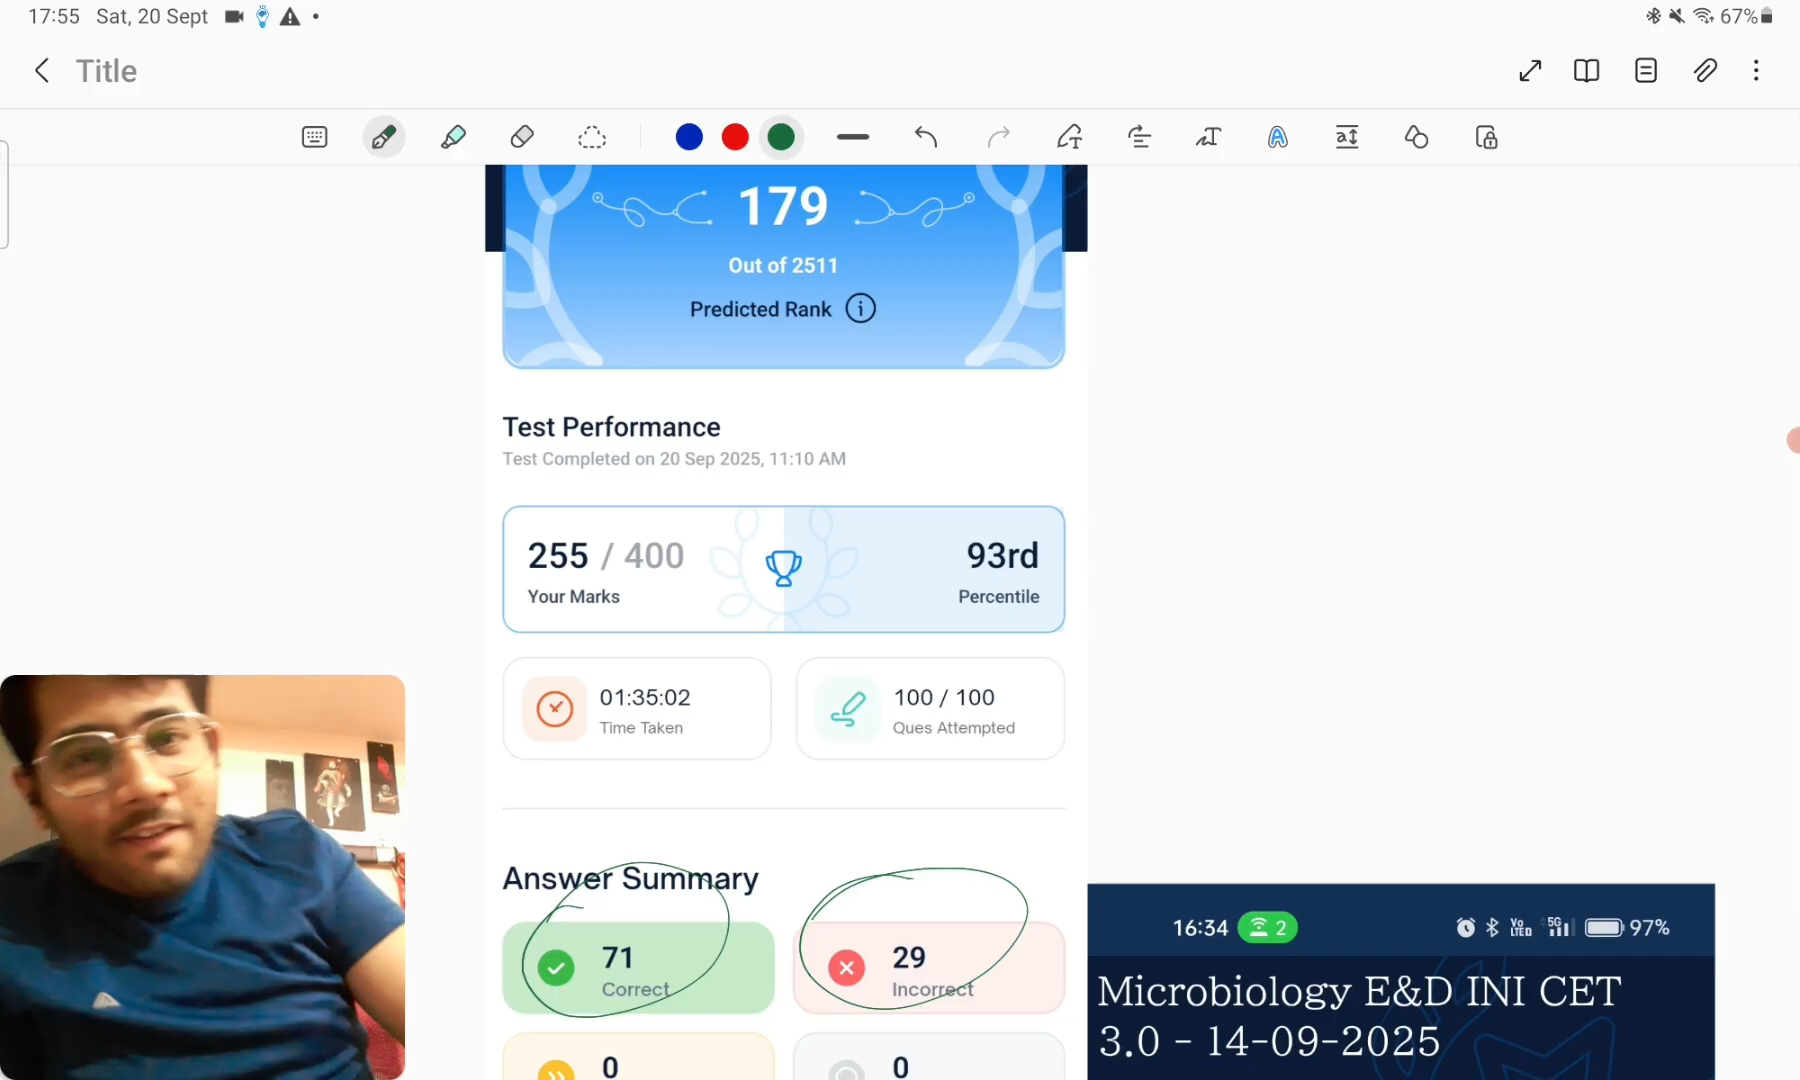 17:55 Sat, 20 Sept
67%
Title
179
Out of 2511
Predicted Rank
Test Performance
Test Completed on 20 Sep 2025, 11:10 AM
255 / 400
Your Marks
93rd
Percentile
01:35:02
Time Taken
100 / 100
Ques Attempted
Answer Summary
71
Correct
29
Incorrect
0
0
16:34
2
Vo LTED
5G
97%
Microbiology E&D INI CET
3.0 - 14-09-2025